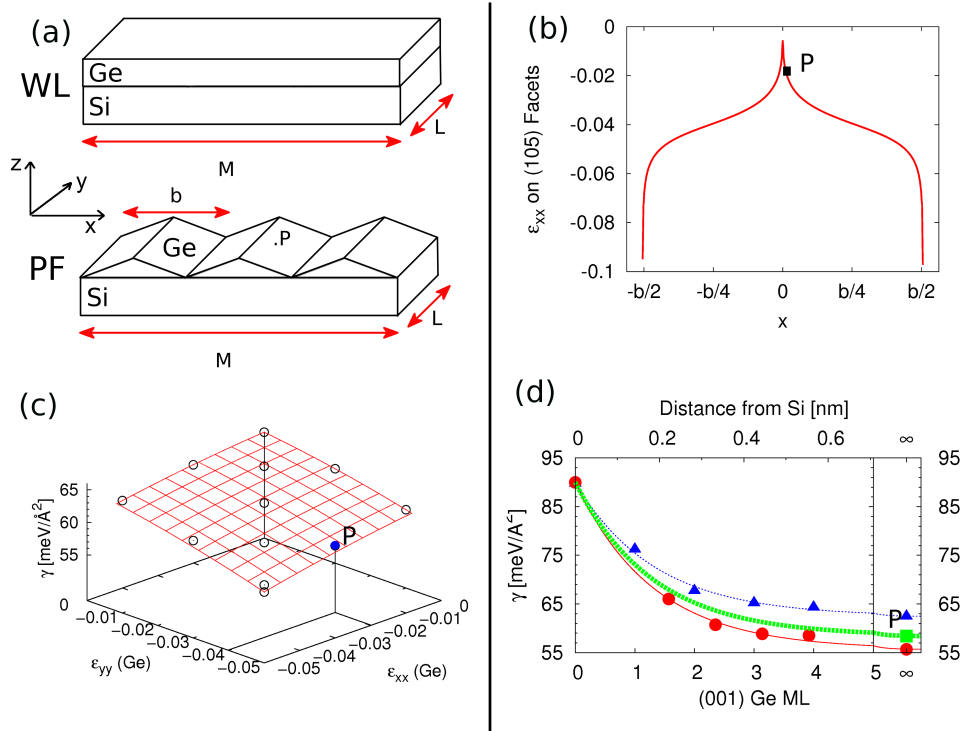 (a)
WL
Ge
Si
L
M
z
y
x
b
PF
Ge
.P
Si
L
M
(b)
εxx on (105) Facets
0
-0.02
-0.04
-0.06
-0.08
-0.1
P
-b/2
-b/4
0
b/4
b/2
x
(c)
γ [meV/Å²]
65
60
55
P
0
−0.01
−0.02
−0.03
−0.04
−0.05
εyy (Ge)
0
−0.01
−0.02
−0.03
−0.04
−0.05
εxx (Ge)
(d)
Distance from Si [nm]
0 0.2 0.4 0.6 ∞
95 95
85 85
75 75
65 65
55 55
γ [meV/A²]
γ [meV/A²]
P
0 1 2 3 4 5 ∞
(001) Ge ML